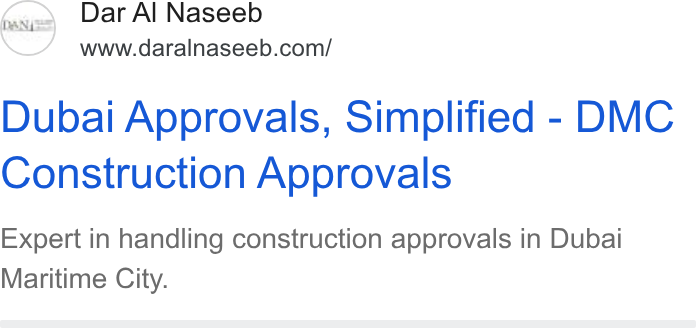 Dar Al Naseeb
www.daralnaseeb.com/
Dubai Approvals, Simplified - DMC
Construction Approvals
Expert in handling construction approvals in Dubai
Maritime City.